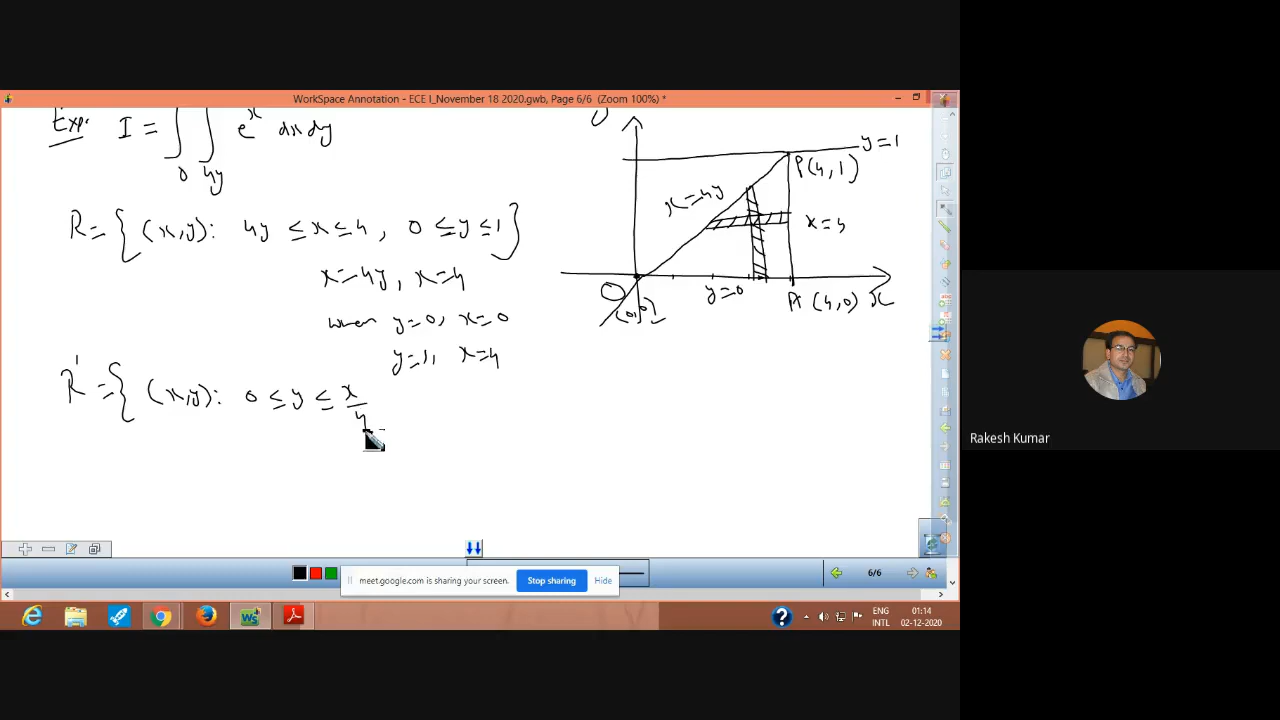 WorkSpace Annotation - ECE I_November 18 2020.gwb, Page 6/6 (Zoom 100%) *
Exp: I = ∫∫ e^x dx dy
0 4y
R = { (x,y): 4y ≤ x ≤ 4, 0 ≤ y ≤ 1 }
x=4y, x=4
when y=0, x=0
y=1, x=4
R' = { (x,y): 0 ≤ y ≤ x/4
y=1
P(4,1)
x=4y
x=4
O
(0,0)
y=0
A (4,0) x
Rakesh Kumar
6/6
meet.google.com is sharing your screen. Stop sharing Hide
ENG
INTL
01:14
02-12-2020